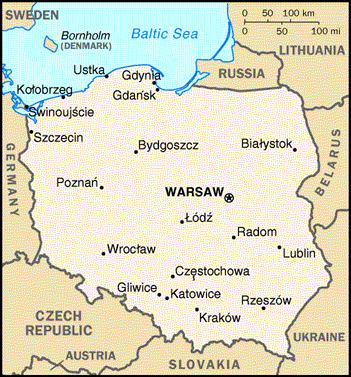 SWEDEN
0 50 100 km
0 50 100 mi
Bornholm
(DENMARK)
Baltic Sea
LITHUANIA
RUSSIA
Ustka
Gdynia
Gdańsk
Kołobrzeg
Świnoujście
Szczecin
Bydgoszcz
Białystok
GERMANY
BELARUS
Poznań
WARSAW
Łódź
Radom
Wrocław
Lublin
Częstochowa
Gliwice
Katowice
Rzeszów
Kraków
CZECH
REPUBLIC
UKRAINE
AUSTRIA
SLOVAKIA